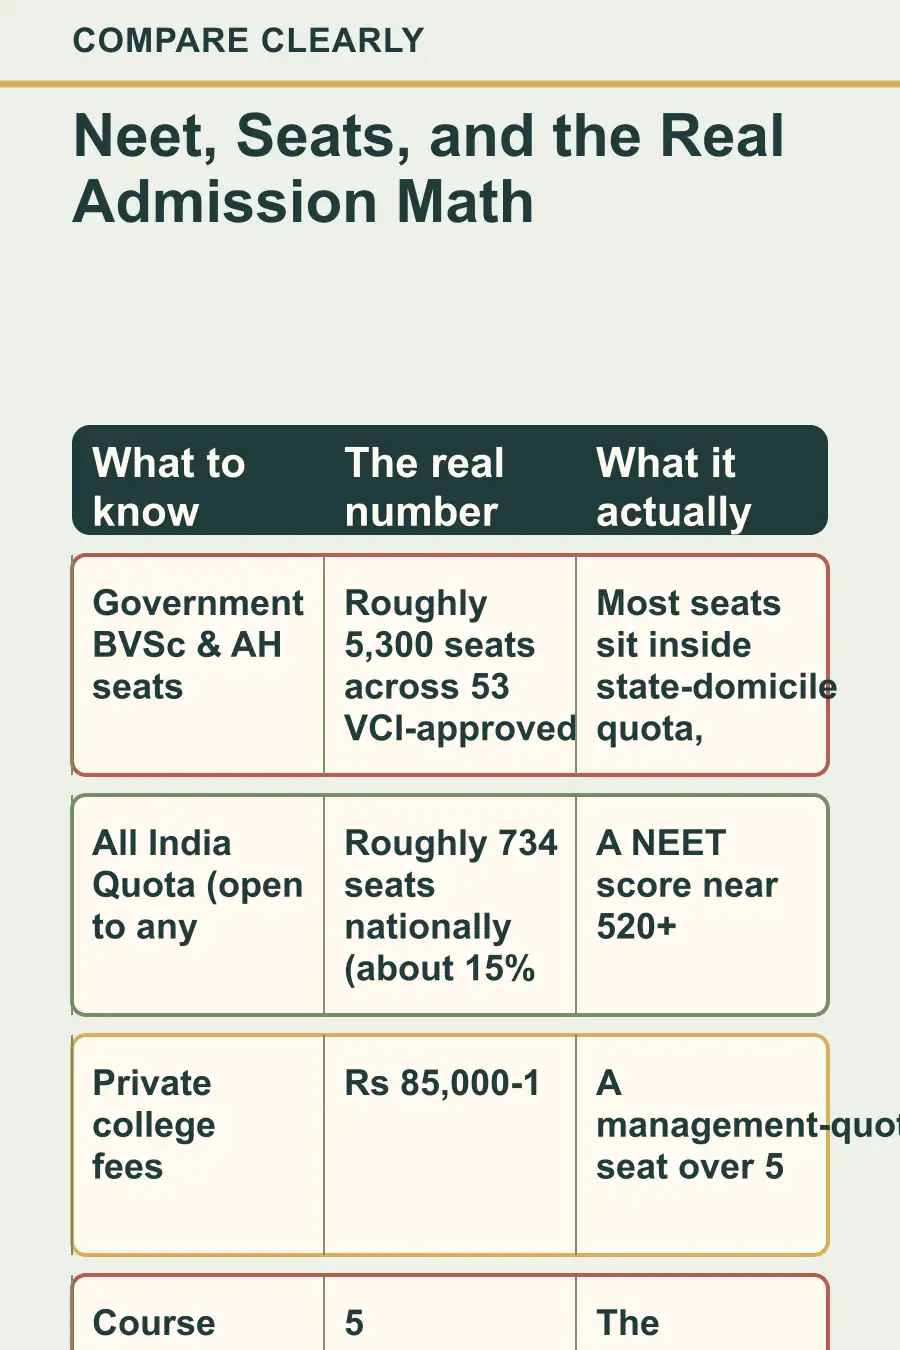 COMPARE CLEARLY
Neet, Seats, and the Real
Admission Math
What to
know
The real
number
What it
actually
Government
BVSc & AH
seats
Roughly
5,300 seats
across 53
VCI-approved
Most seats
sit inside
state-domicile
quota,
All India
Quota (open
to any
Roughly 734
seats
nationally
(about 15%
A NEET
score near
520+
Private
college
fees
Rs 85,000-1
A
management-quot
seat over 5
Course
5
The